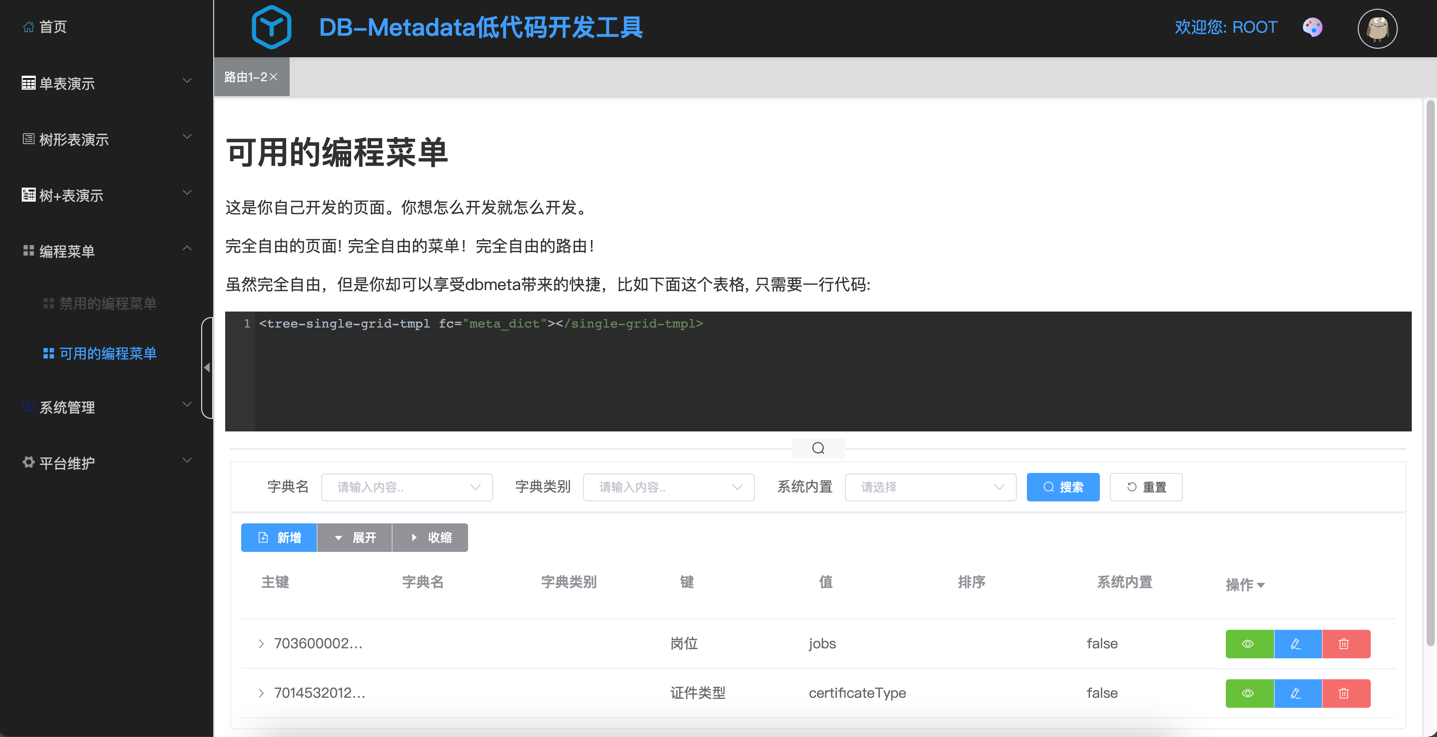 首页
DB-Metadata低代码开发工具
欢迎您: ROOT
单表演示
树形表演示
树+表演示
编程菜单
禁用的编程菜单
可用的编程菜单
系统管理
平台维护
路由1-2×
可用的编程菜单
这是你自己开发的页面。你想怎么开发就怎么开发。
完全自由的页面! 完全自由的菜单！完全自由的路由!
虽然完全自由，但是你却可以享受dbmeta带来的快捷，比如下面这个表格, 只需要一行代码:
1 <tree-single-grid-tmpl fc="meta_dict"></single-grid-tmpl>
字典名 请输入内容.. 字典类别 请输入内容.. 系统内置 请选择 搜索 重置
新增 展开 收缩
主键 字典名 字典类别 键 值 排序 系统内置 操作
703600002... 岗位 jobs false
7014532012... 证件类型 certificateType false